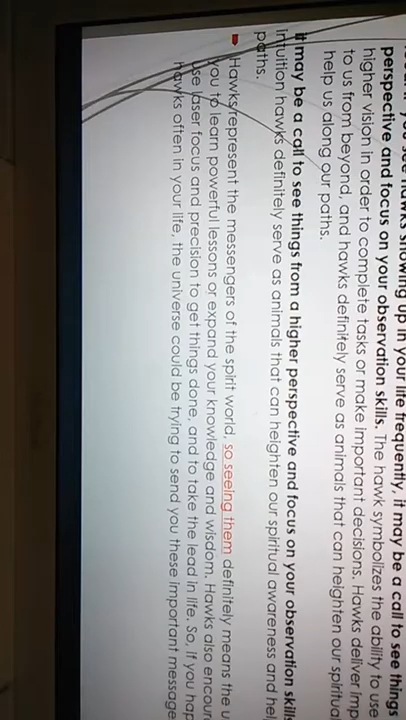 you see hawks showing up in your life frequently, it may be a call to see things
perspective and focus on your observation skills. The hawk symbolizes the ability to use
higher vision in order to complete tasks or make important decisions. Hawks deliver
to us from beyond, and hawks definitely serve as animals that can heighten our
help us along our paths.
it may be a call to see things from a higher perspective and focus on your observation
intuition hawks definitely serve as animals that can heighten our spiritual awareness and
paths.
Hawks represent the messengers of the spirit world, so seeing them definitely means the
you to learn powerful lessons or expand your knowledge and wisdom. Hawks also
use laser focus and precision to get things done, and to take the lead in life. So, if you
hawks often in your life, the universe could be trying to send you these important